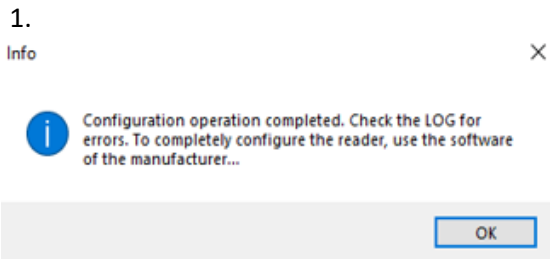 1.
Info
Configuration operation completed. Check the LOG for
errors. To completely configure the reader, use the software
of the manufacturer...
OK